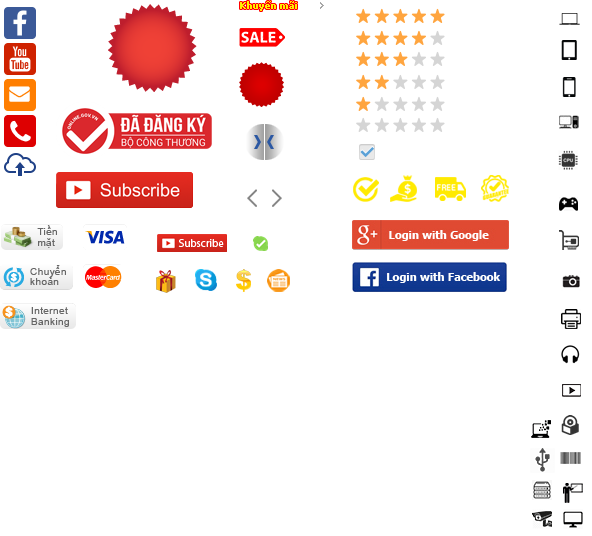 Khuyến mãi
SALE
You
Tube
ONLINE.GOV.VN
ĐÃ ĐĂNG KÝ
BỘ CÔNG THƯƠNG
Subscribe
Tiền
mặt
VISA
Subscribe
Chuyển
khoản
MasterCard
Internet
Banking
FREE
Login with Google
Login with Facebook
CPU